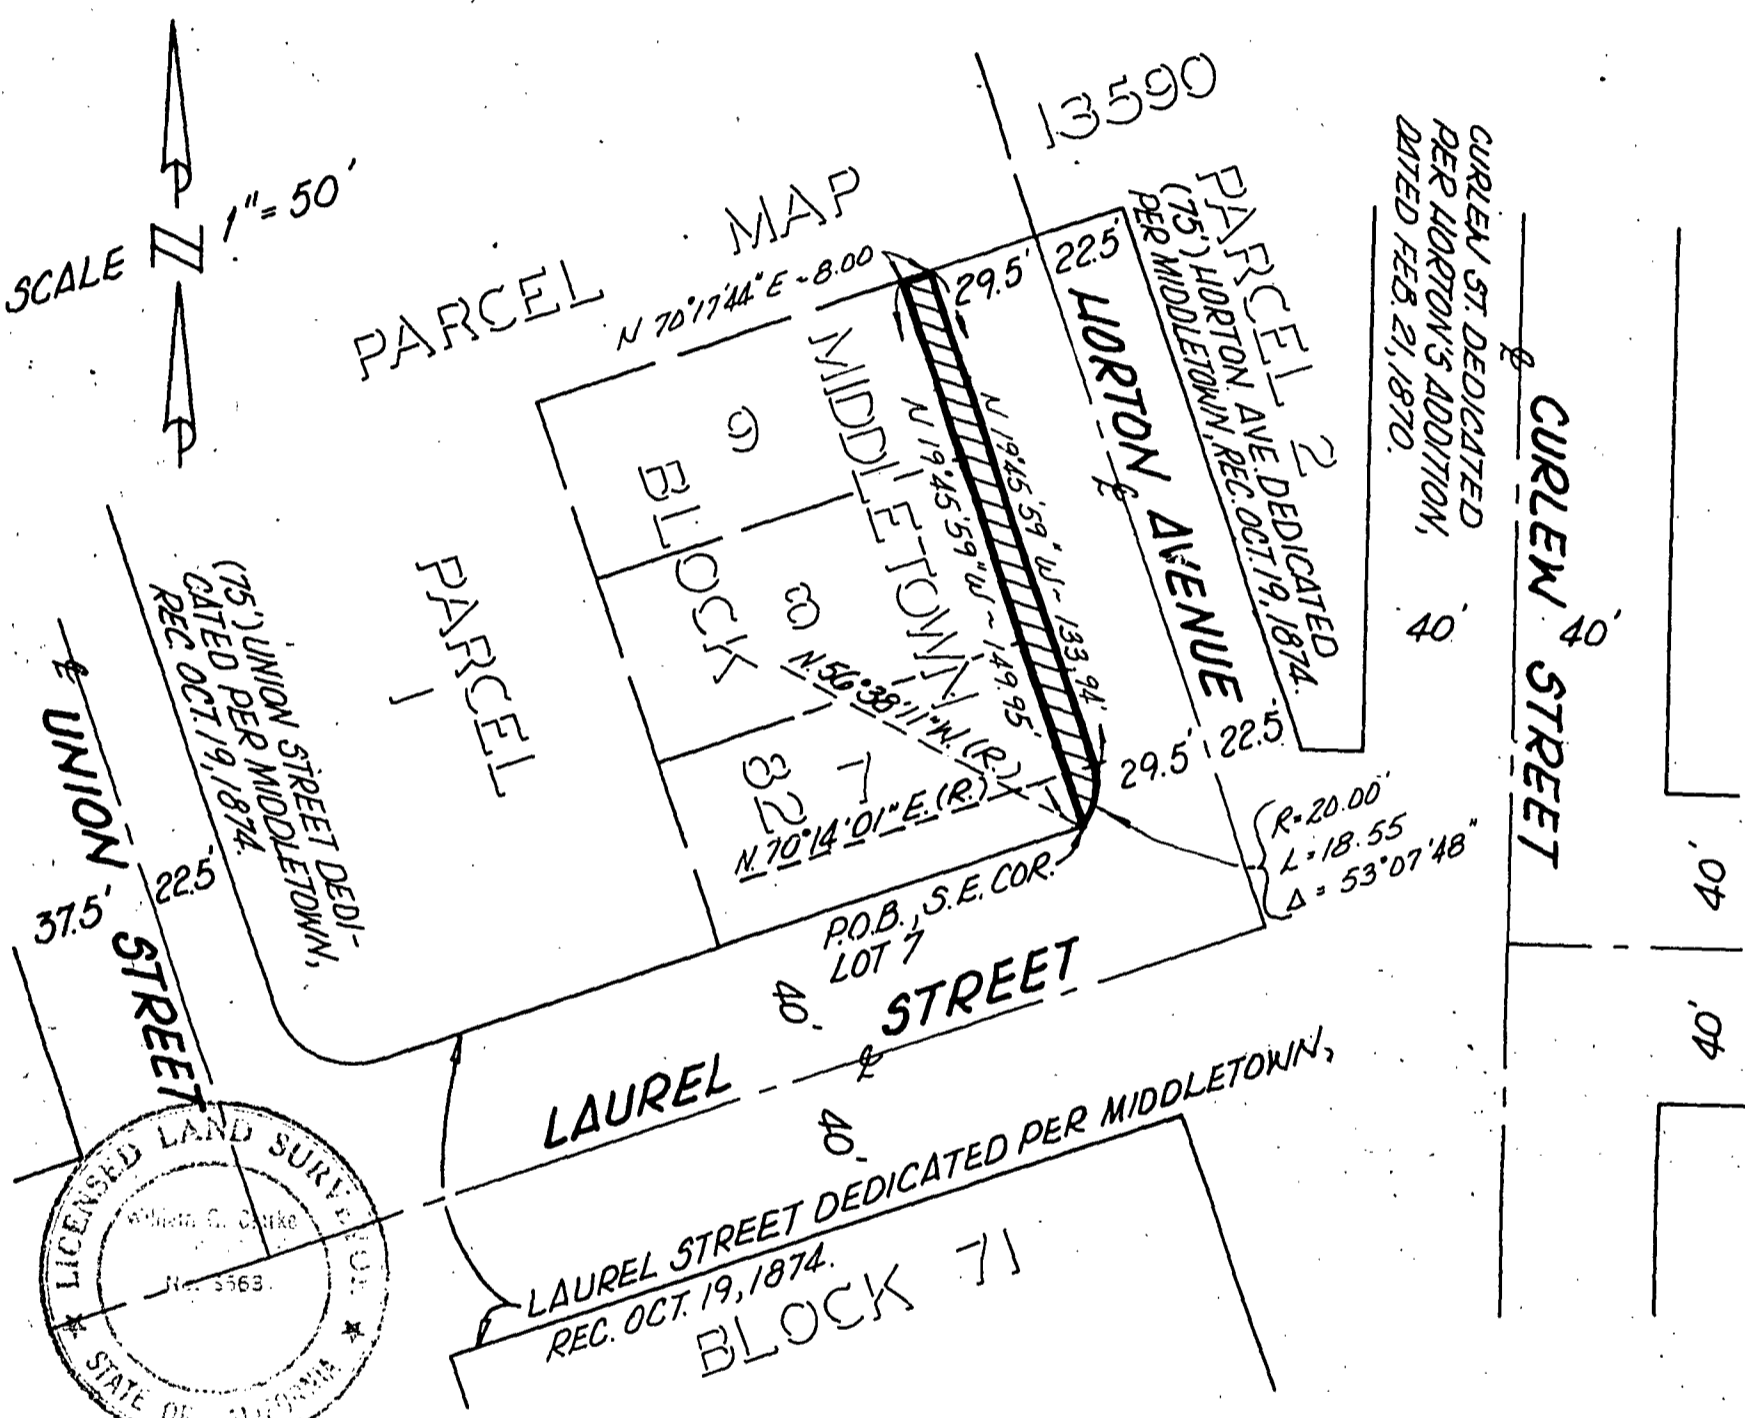 SCALE 1"=50'
N
PARCEL MAP 13590
N 70°17'44" E - 8.00
29.5' 22.5'
PARCEL 2
(75') HORTON AVE. DEDICATED
PER MIDDLETOWN, REC. OCT. 19, 1874.
HORTON AVENUE
℄
CURLEW ST. DEDICATED
PER HORTON'S ADDITION,
DATED FEB. 21, 1870.
℄
CURLEW STREET
40' 40'
MIDDLETOWN
BLOCK 82
9
8
7
N 19°45'59" W ~ 133.94'
N 19°45'59" W ~ 149.95'
N. 56°38'11" W. (R.)
N. 70°14'01" E. (R.)
29.5' 22.5'
R=20.00'
L=18.55
Δ = 53°07'48"
P.O.B., S.E. COR.
LOT 7
PARCEL
1
(75') UNION STREET DEDI-
CATED PER MIDDLETOWN,
REC. OCT. 19, 1874.
℄ UNION STREET
37.5' 22.5'
40'
LAUREL STREET
℄
40'
40'
40'
LAUREL STREET DEDICATED PER MIDDLETOWN,
REC. OCT. 19, 1874.
BLOCK 71
LICENSED LAND SURVEYOR
William G.
No.
STATE OF CALIFORNIA